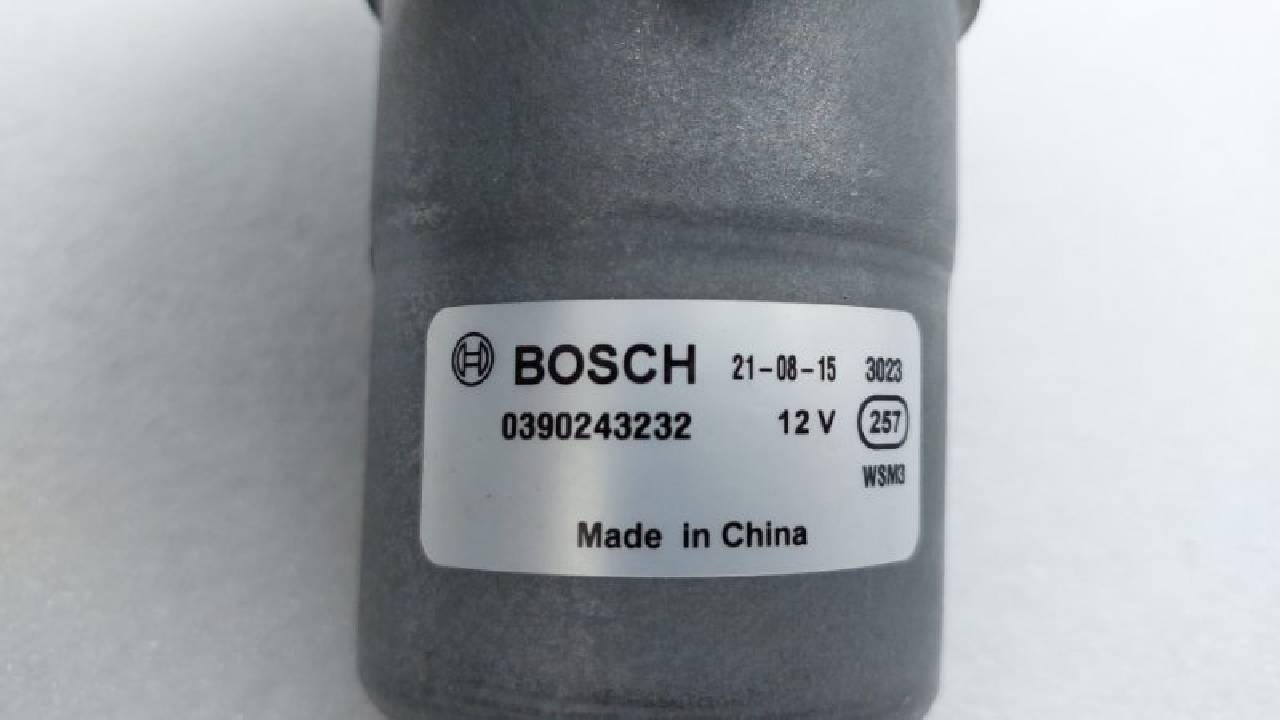 BOSCH 21-08-15 3023
0390243232 12 V 257
WSM3
Made in China